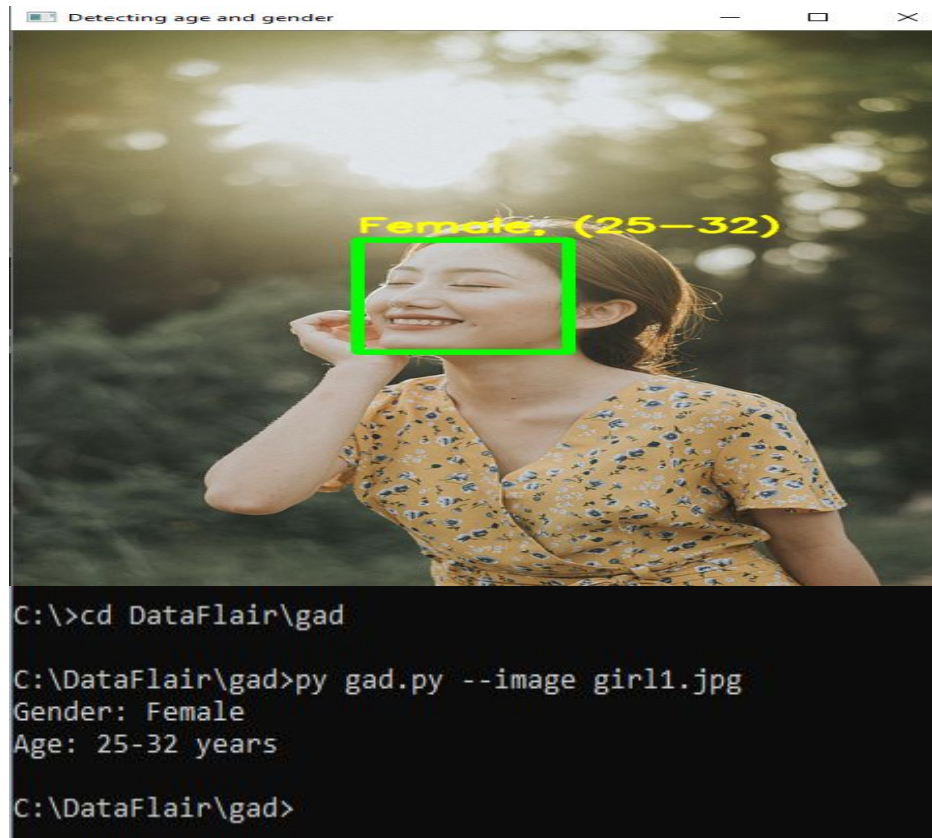 Detecting age and gender
Female, (25-32)
C:\>cd DataFlair\gad
C:\DataFlair\gad>py gad.py --image girl1.jpg
Gender: Female
Age: 25-32 years
C:\DataFlair\gad>